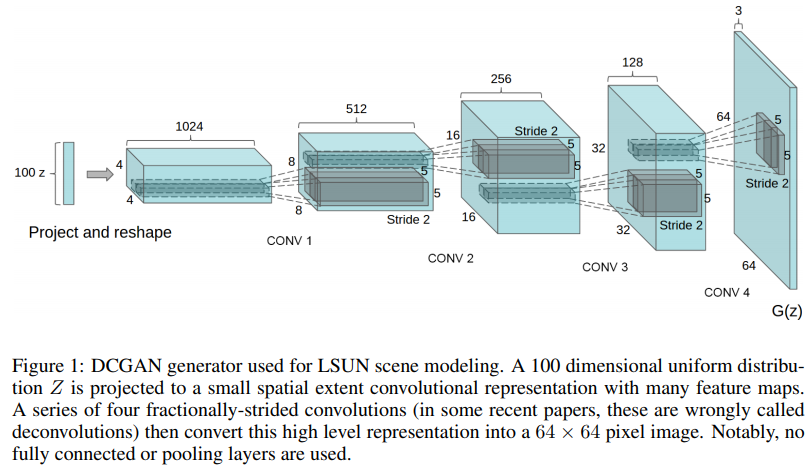 3
128
64
5
256
5
512
16
Stride 2
32
1024
5
Stride 2
8
5
100 z
4
5
5
5
4
8
Stride 2
16
32
Stride 2
Project and reshape
CONV 1
CONV 2
CONV 3
64
CONV 4
G(z)
Figure 1: DCGAN generator used for LSUN scene modeling. A 100 dimensional uniform distribu-
tion Z is projected to a small spatial extent convolutional representation with many feature maps.
A series of four fractionally-strided convolutions (in some recent papers, these are wrongly called
deconvolutions) then convert this high level representation into a 64 × 64 pixel image. Notably, no
fully connected or pooling layers are used.